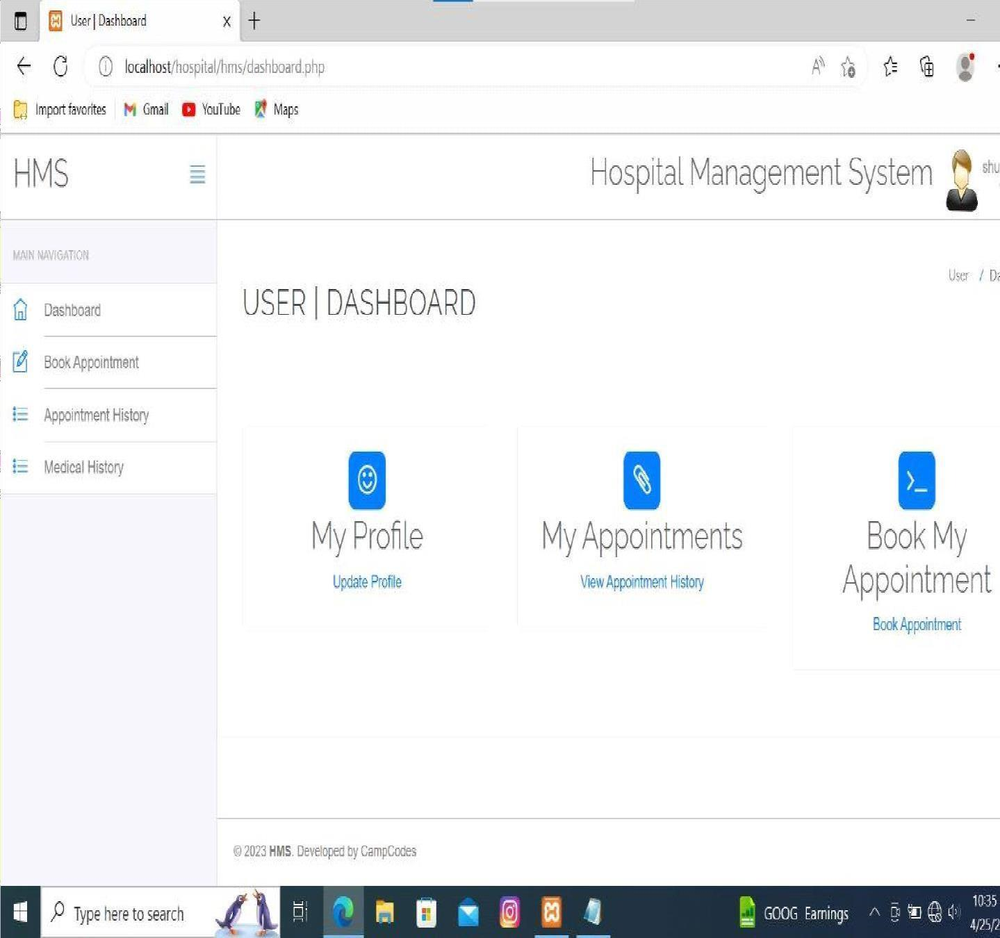 User | Dashboard
localhost/hospital/hms/dashboard.php
Import favorites Gmail YouTube Maps
HMS
Hospital Management System
shu
MAIN NAVIGATION
User / Da
USER | DASHBOARD
Dashboard
Book Appointment
Appointment History
Medical History
My Profile
Update Profile
My Appointments
View Appointment History
Book My
Appointment
Book Appointment
© 2023 HMS. Developed by CampCodes
Type here to search
GOOG Earnings
10:35
4/25/2